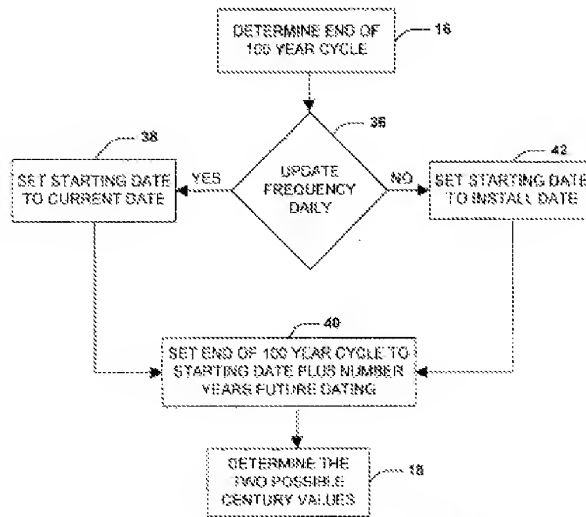 DETERMINE END OF
100 YEAR CYCLE
16
36
38
42
UPDATE
FREQUENCY
DAILY
YES
NO
SET STARTING DATE
TO CURRENT DATE
SET STARTING DATE
TO INSTALL DATE
40
SET END OF 100 YEAR CYCLE TO
STARTING DATE PLUS NUMBER
YEARS FUTURE DATING
DETERMINE THE
TWO POSSIBLE
CENTURY VALUES
18